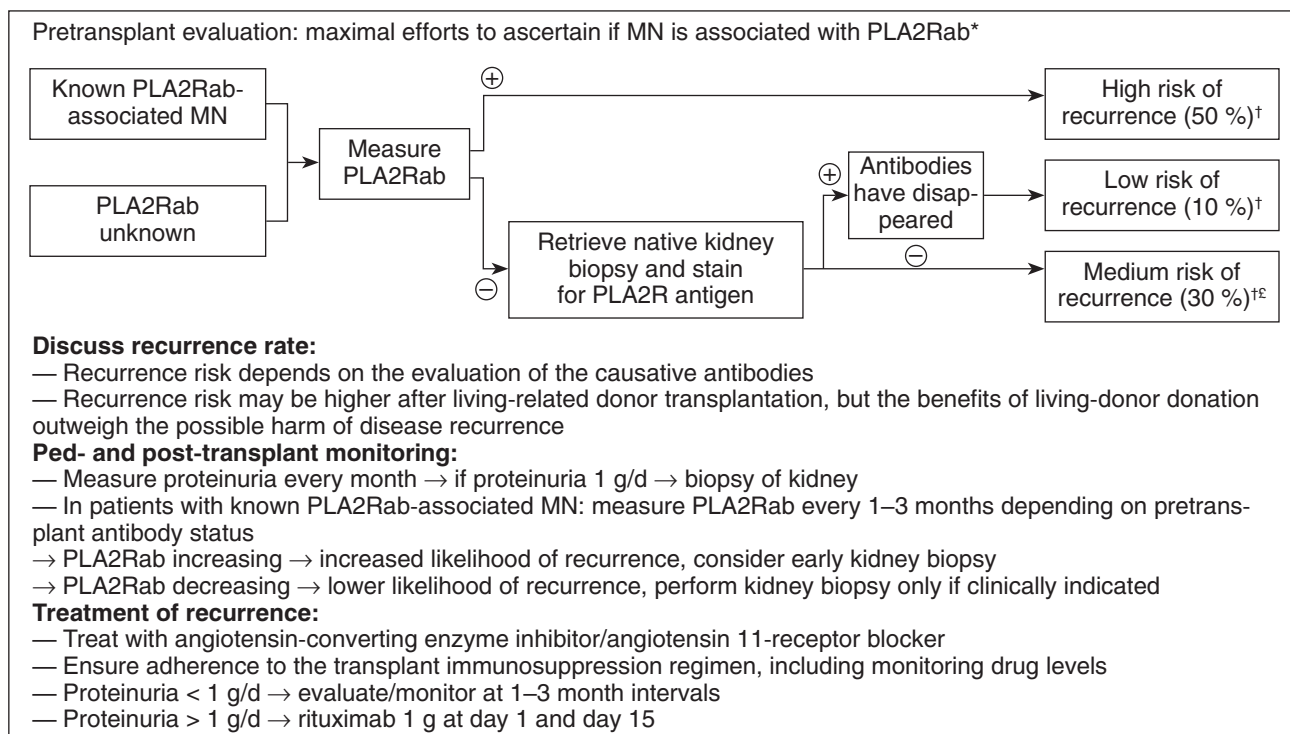 Pretransplant evaluation: maximal efforts to ascertain if MN is associated with PLA2Rab*
Known PLA2Rab-
associated MN
PLA2Rab
unknown
Measure
PLA2Rab
⊕
⊖
Retrieve native kidney
biopsy and stain
for PLA2R antigen
⊕
Antibodies
have disap-
peared
⊖
High risk of
recurrence (50 %)†
Low risk of
recurrence (10 %)†
Medium risk of
recurrence (30 %)†£
Discuss recurrence rate:
— Recurrence risk depends on the evaluation of the causative antibodies
— Recurrence risk may be higher after living-related donor transplantation, but the benefits of living-donor donation
outweigh the possible harm of disease recurrence
Ped- and post-transplant monitoring:
— Measure proteinuria every month → if proteinuria 1 g/d → biopsy of kidney
— In patients with known PLA2Rab-associated MN: measure PLA2Rab every 1–3 months depending on pretrans-
plant antibody status
→ PLA2Rab increasing → increased likelihood of recurrence, consider early kidney biopsy
→ PLA2Rab decreasing → lower likelihood of recurrence, perform kidney biopsy only if clinically indicated
Treatment of recurrence:
— Treat with angiotensin-converting enzyme inhibitor/angiotensin 11-receptor blocker
— Ensure adherence to the transplant immunosuppression regimen, including monitoring drug levels
— Proteinuria < 1 g/d → evaluate/monitor at 1–3 month intervals
— Proteinuria > 1 g/d → rituximab 1 g at day 1 and day 15